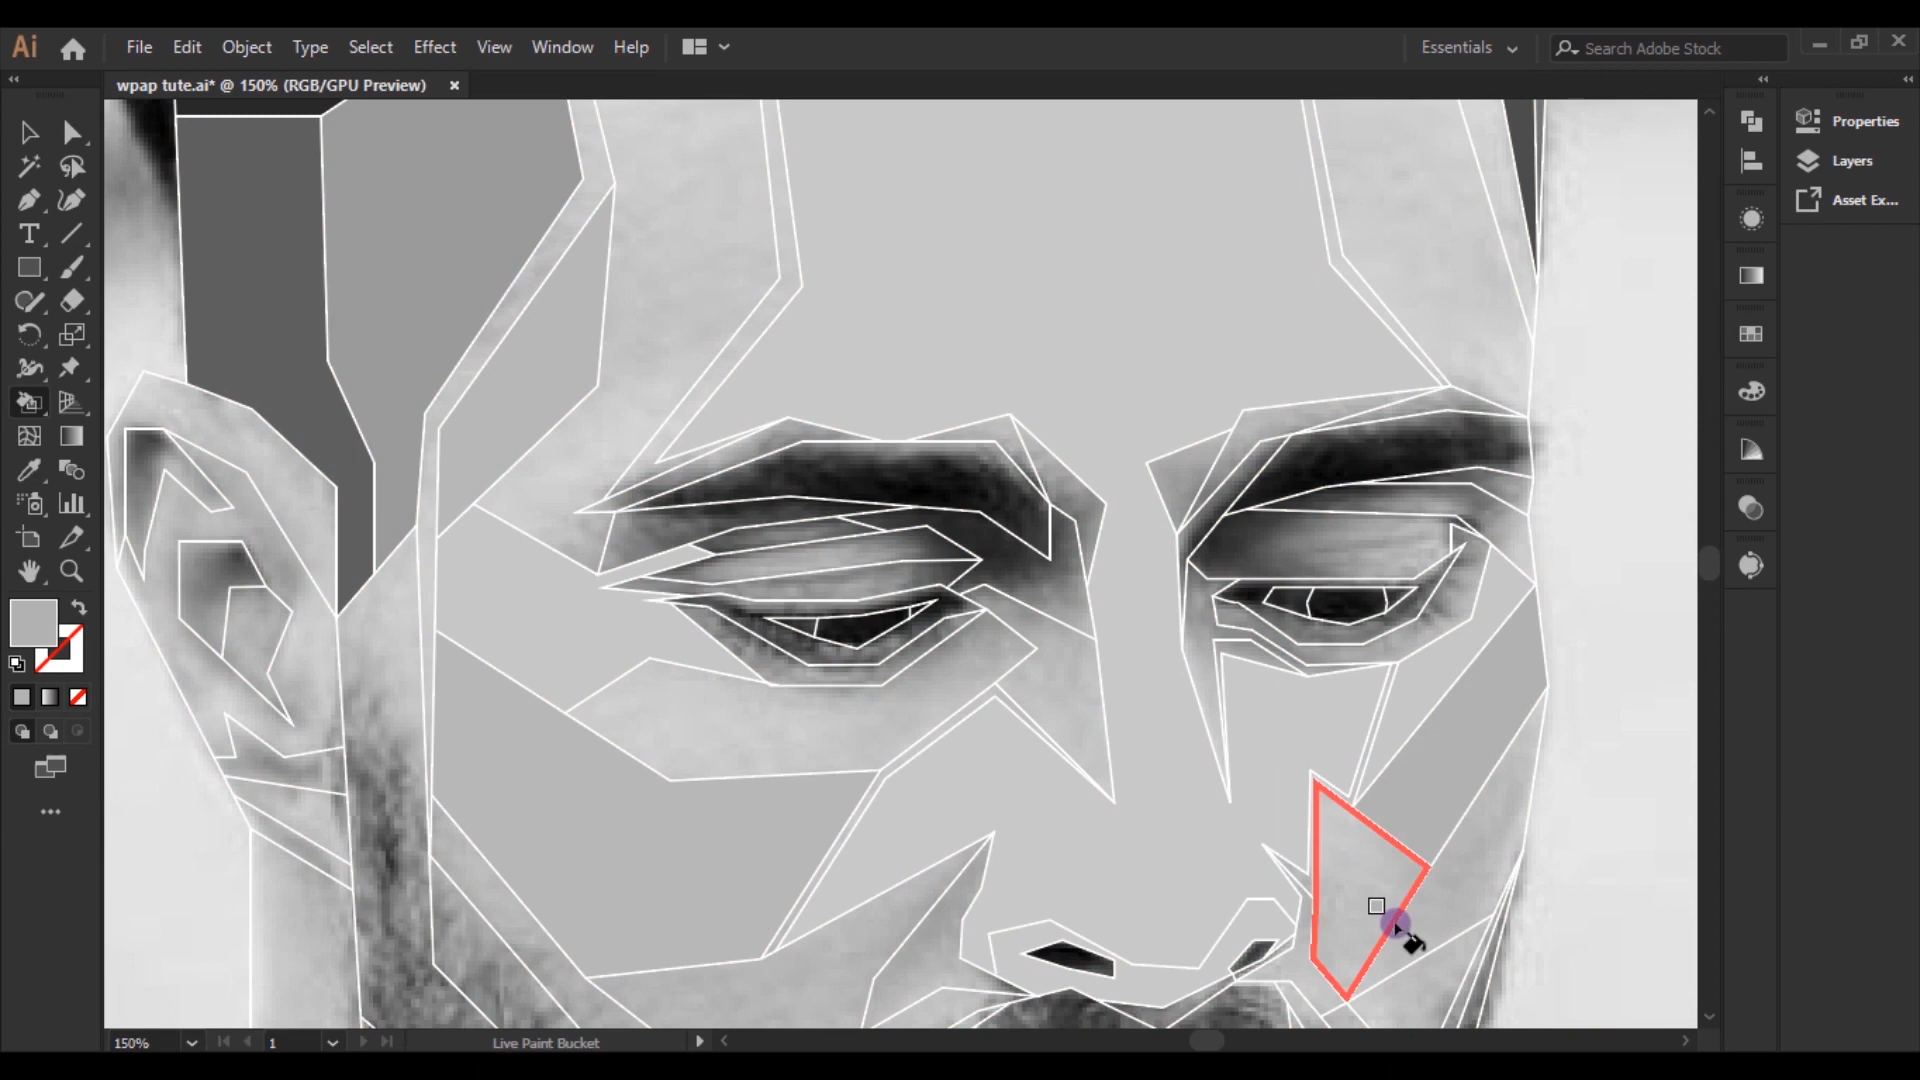 Ai File Edit Object Type Select Effect View Window Help Essentials Search Adobe Stock
wpap tute.ai* @ 150% (RGB/GPU Preview)
Properties
Layers
Asset Ex...
150% 1 Live Paint Bucket